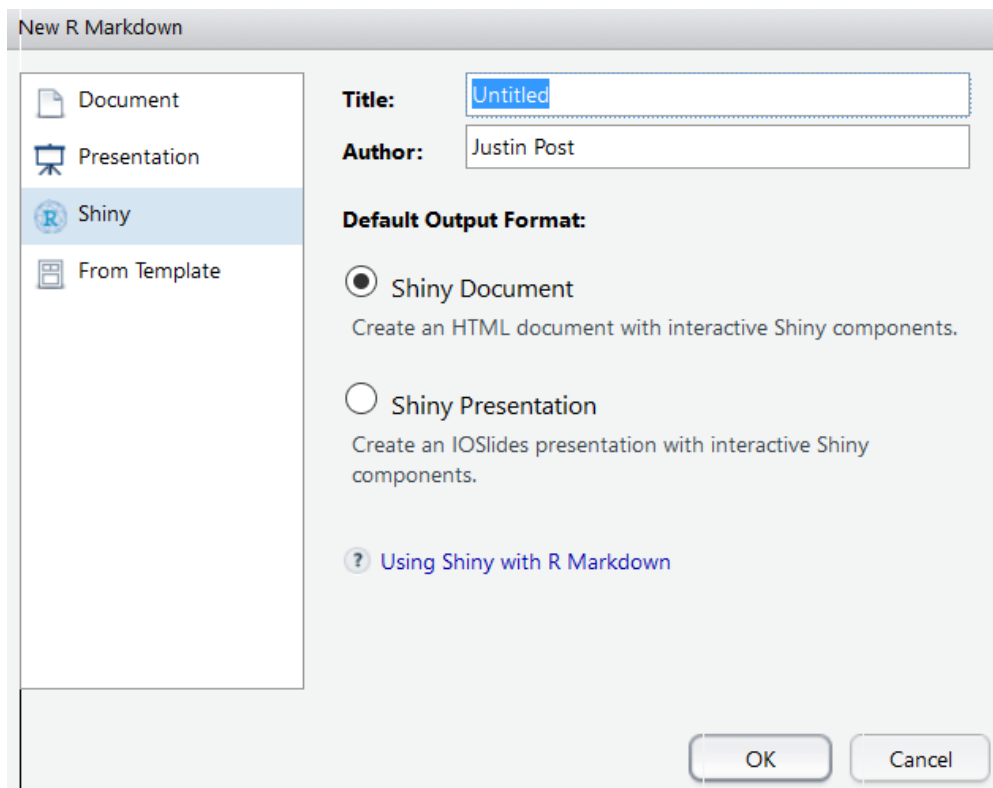 New R Markdown
Document
Presentation
Shiny
From Template
Title:
Untitled
Author:
Justin Post
Default Output Format:
Shiny Document
Create an HTML document with interactive Shiny components.
Shiny Presentation
Create an IOSlides presentation with interactive Shiny
components.
? Using Shiny with R Markdown
OK
Cancel